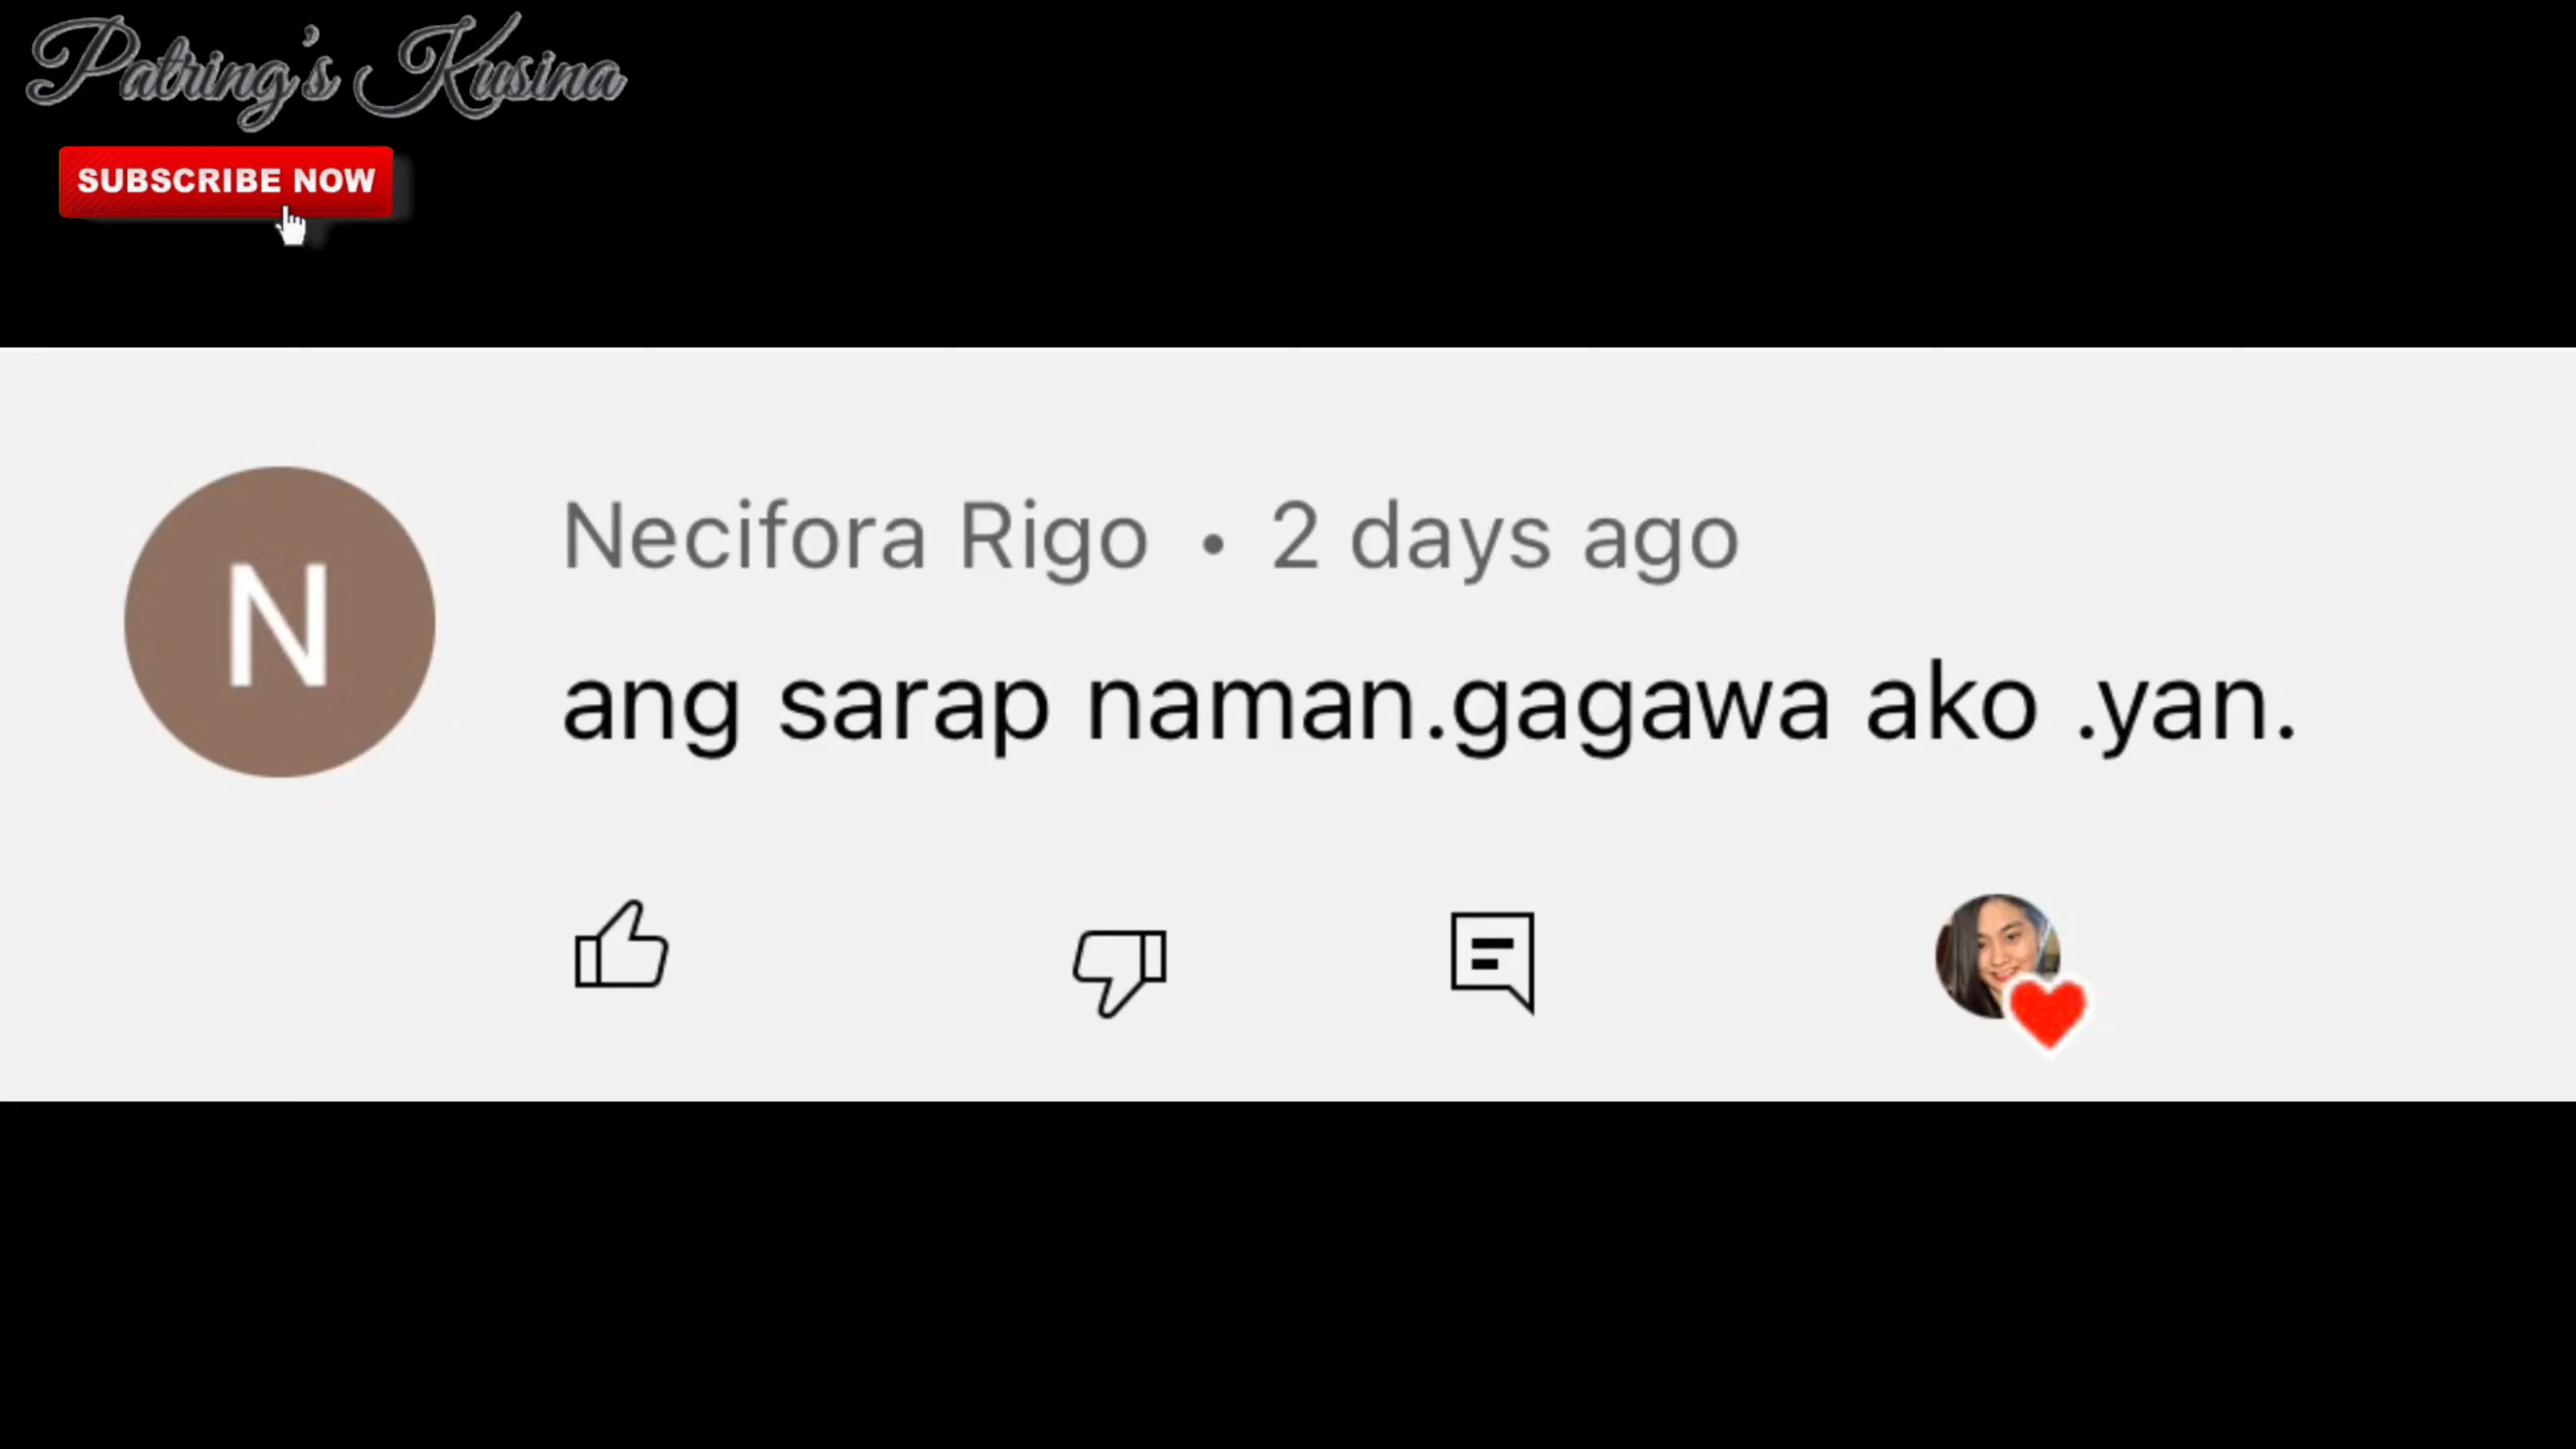 Patring's Kusina
SUBSCRIBE NOW
N
Necifora Rigo • 2 days ago
ang sarap naman.gagawa ako .yan.